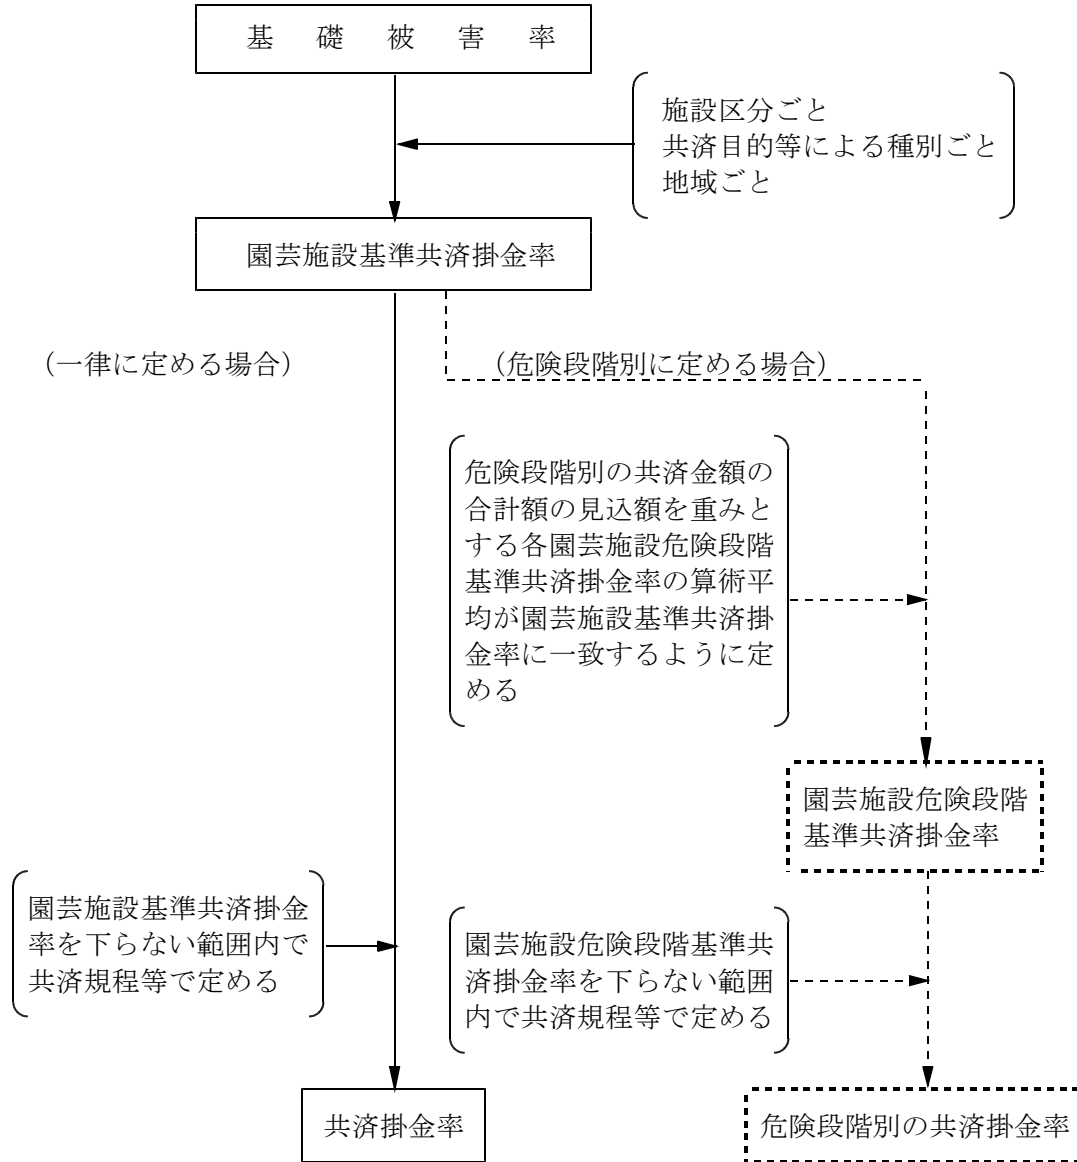 基礎被害率
施設区分ごと
共済目的等による種別ごと
地域ごと
園芸施設基準共済掛金率
（一律に定める場合）
（危険段階別に定める場合）
危険段階別の共済金額の
合計額の見込額を重みと
する各園芸施設危険段階
基準共済掛金率の算術平
均が園芸施設基準共済掛
金率に一致するように定
める
園芸施設危険段階
基準共済掛金率
園芸施設基準共済掛金
率を下らない範囲内で
共済規程等で定める
園芸施設危険段階基準共
済掛金率を下らない範囲
内で共済規程等で定める
共済掛金率
危険段階別の共済掛金率